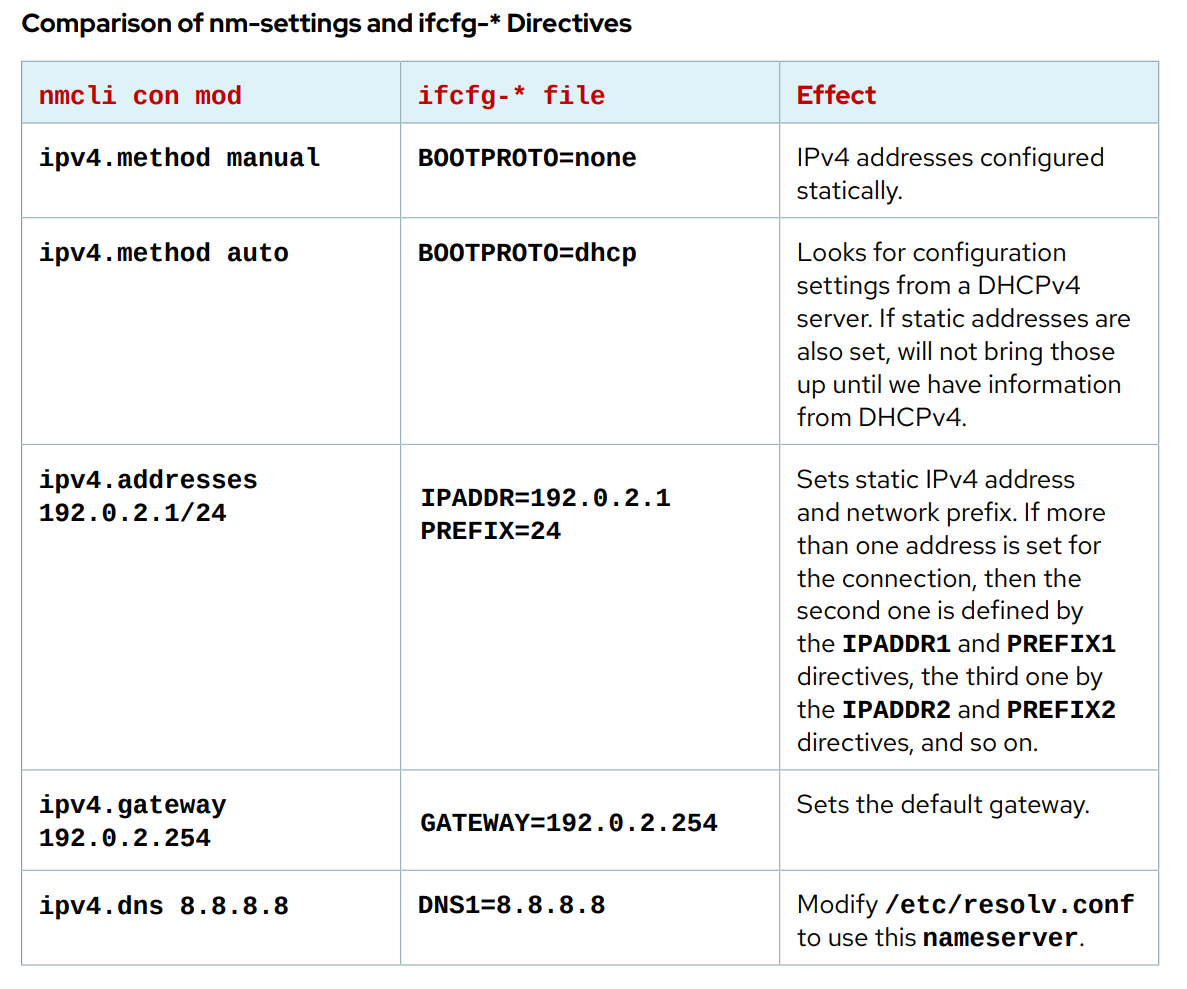 Comparison of nm-settings and ifcfg-* Directives
nmcli con mod
ifcfg-* file
Effect
ipv4.method manual
BOOTPROTO=none
IPv4 addresses configured
statically.
ipv4.method auto
BOOTPROTO=dhcp
Looks for configuration
settings from a DHCPv4
server. If static addresses are
also set, will not bring those
up until we have information
from DHCPv4.
ipv4.addresses
192.0.2.1/24
IPADDR=192.0.2.1
PREFIX=24
Sets static IPv4 address
and network prefix. If more
than one address is set for
the connection, then the
second one is defined by
the IPADDR1 and PREFIX1
directives, the third one by
the IPADDR2 and PREFIX2
directives, and so on.
ipv4.gateway
192.0.2.254
GATEWAY=192.0.2.254
Sets the default gateway.
ipv4.dns 8.8.8.8
DNS1=8.8.8.8
Modify /etc/resolv.conf
to use this nameserver.